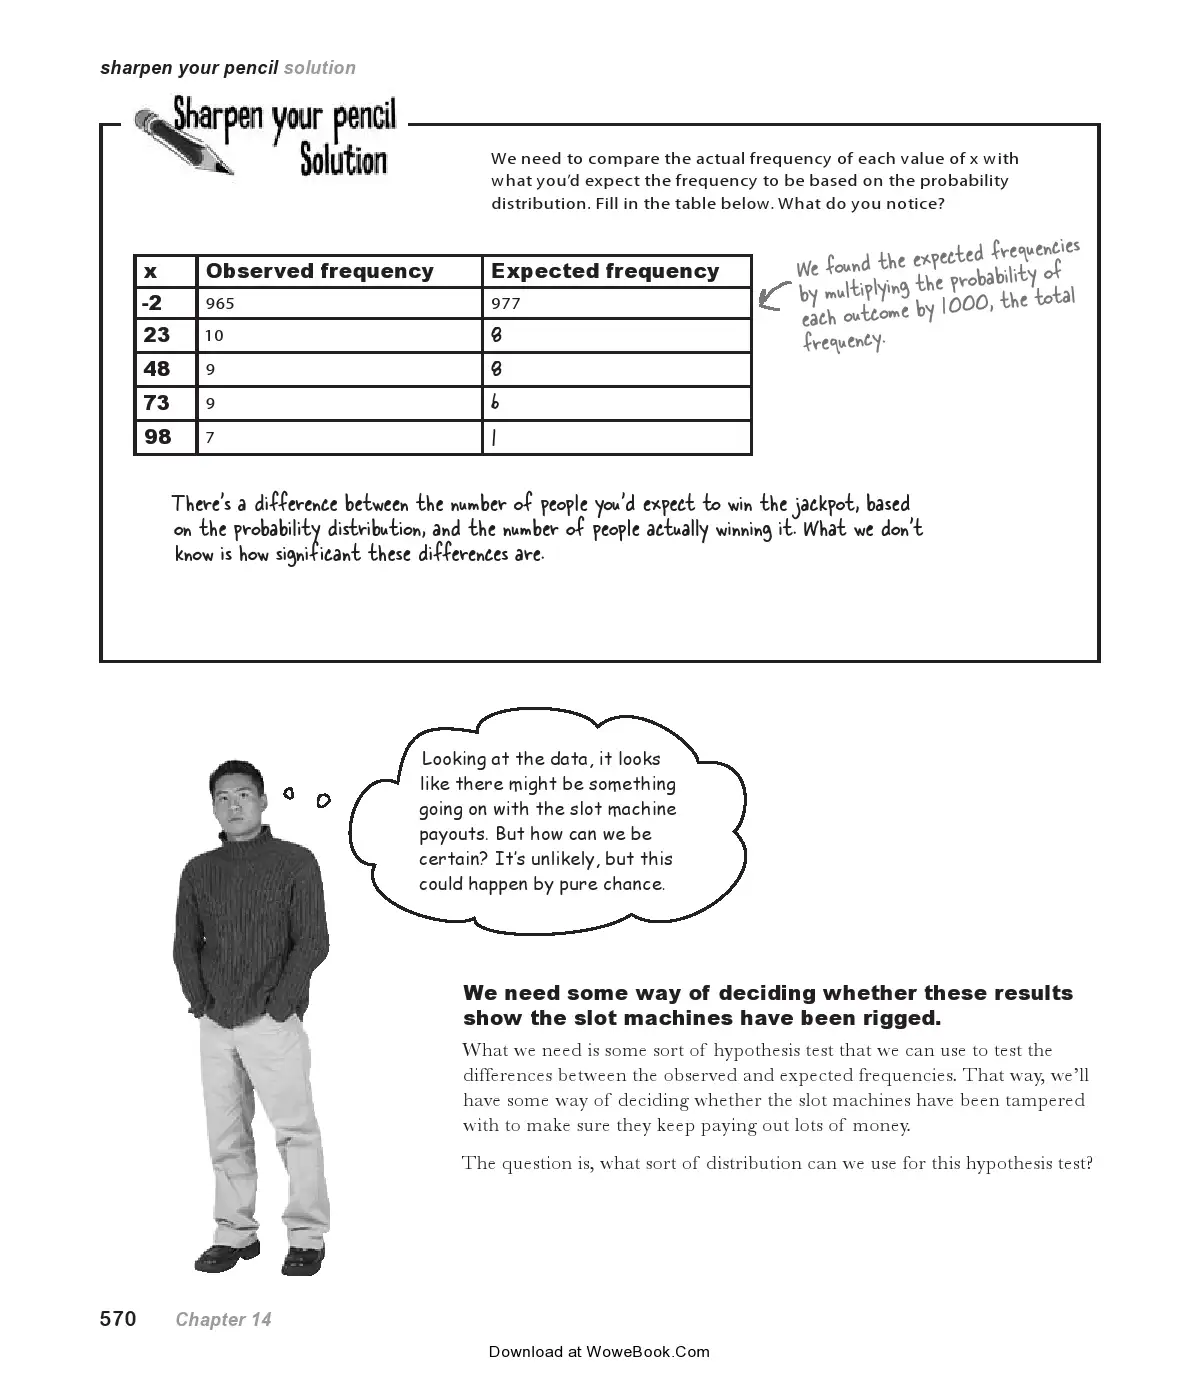 sharpen your pencil solution
Sharpen your pencil
Solution
We need to compare the actual frequency of each value of x with
what you'd expect the frequency to be based on the probability
distribution. Fill in the table below. What do you notice?
x Observed frequency Expected frequency
-2 965 977
23 10 8
48 9 8
73 9 6
98 7 1
We found the expected frequencies
by multiplying the probability of
each outcome by 1000, the total
frequency.
There's a difference between the number of people you'd expect to win the jackpot, based
on the probability distribution, and the number of people actually winning it. What we don't
know is how significant these differences are.
Looking at the data, it looks
like there might be something
going on with the slot machine
payouts. But how can we be
certain? It's unlikely, but this
could happen by pure chance.
We need some way of deciding whether these results
show the slot machines have been rigged.
What we need is some sort of hypothesis test that we can use to test the
differences between the observed and expected frequencies. That way, we'll
have some way of deciding whether the slot machines have been tampered
with to make sure they keep paying out lots of money.
The question is, what sort of distribution can we use for this hypothesis test?
570 Chapter 14
Download at WoweBook.Com